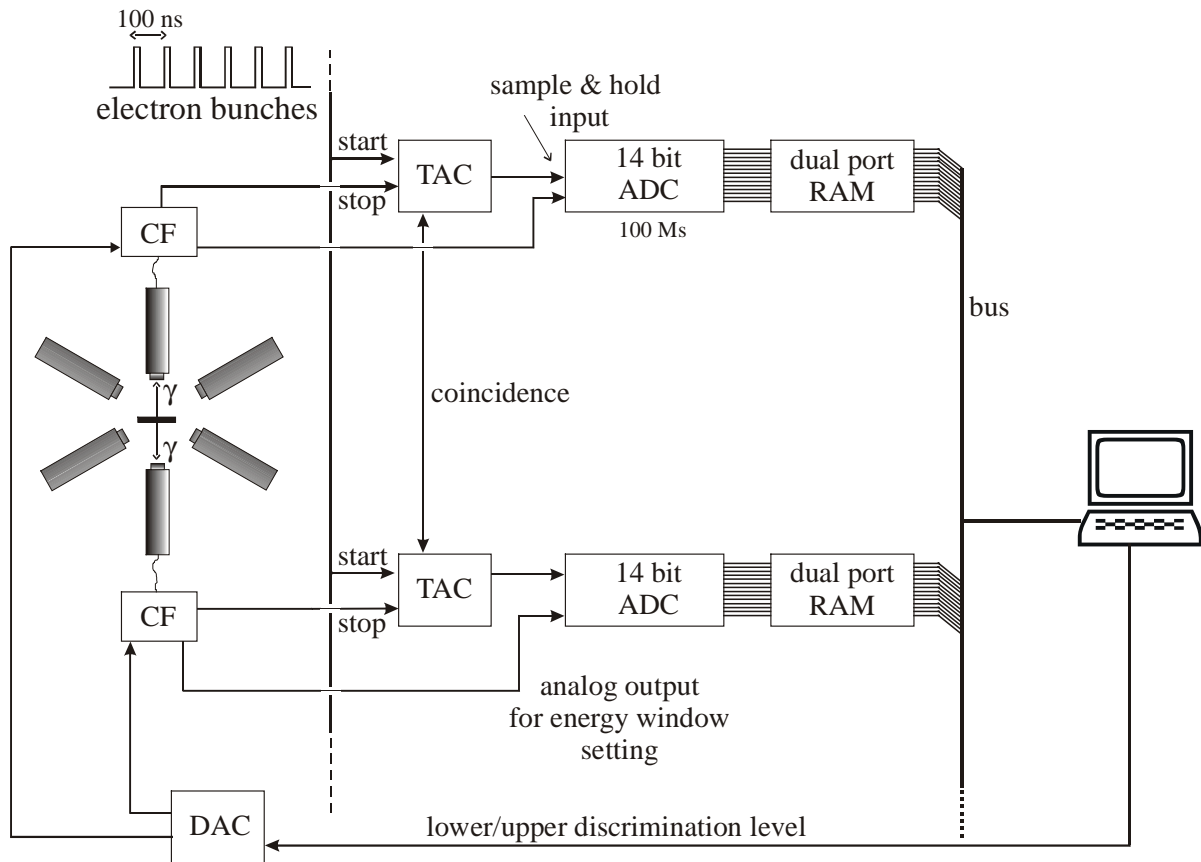 100 ns
electron bunches
sample & hold
input
start
stop
TAC
14 bit
ADC
100 Ms
dual port
RAM
CF
γ
γ
coincidence
bus
start
stop
TAC
14 bit
ADC
dual port
RAM
CF
analog output
for energy window
setting
DAC
lower/upper discrimination level